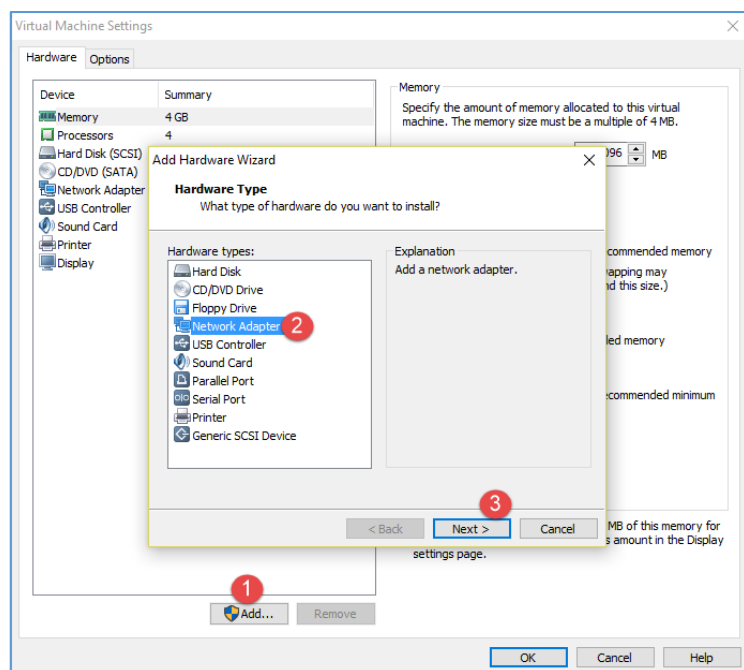 Virtual Machine Settings
Hardware Options
Device Summary
Memory 4 GB
Processors 4
Hard Disk (SCSI)
CD/DVD (SATA)
Network Adapter
USB Controller
Sound Card
Printer
Display
Memory
Specify the amount of memory allocated to this virtual
machine. The memory size must be a multiple of 4 MB.
096 MB
commended memory
apping may
nd this size.)
ed memory
commended minimum
MB of this memory for
s amount in the Display
settings page.
Add Hardware Wizard
Hardware Type
What type of hardware do you want to install?
Hardware types:
Hard Disk
CD/DVD Drive
Floppy Drive
Network Adapter 2
USB Controller
Sound Card
Parallel Port
Serial Port
Printer
Generic SCSI Device
Explanation
Add a network adapter.
3
< Back Next > Cancel
1
Add... Remove
OK Cancel Help